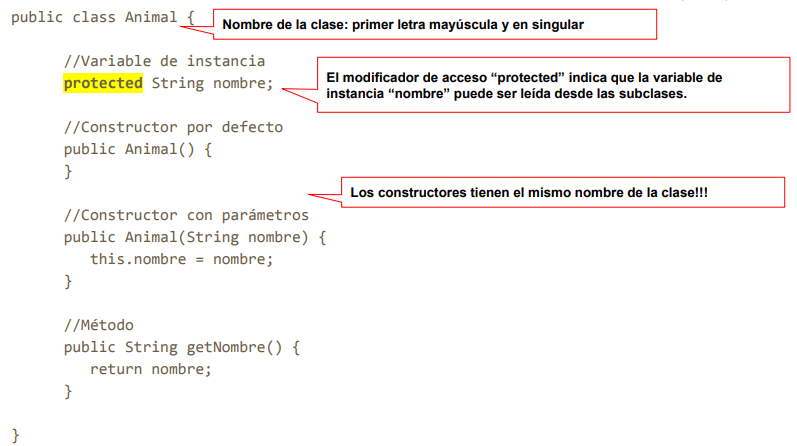 public class Animal {
Nombre de la clase: primer letra mayúscula y en singular
//Variable de instancia
protected String nombre;
El modificador de acceso “protected” indica que la variable de
instancia “nombre” puede ser leída desde las subclases.
//Constructor por defecto
public Animal() {
}
Los constructores tienen el mismo nombre de la clase!!!
//Constructor con parámetros
public Animal(String nombre) {
this.nombre = nombre;
}
//Método
public String getNombre() {
return nombre;
}
}